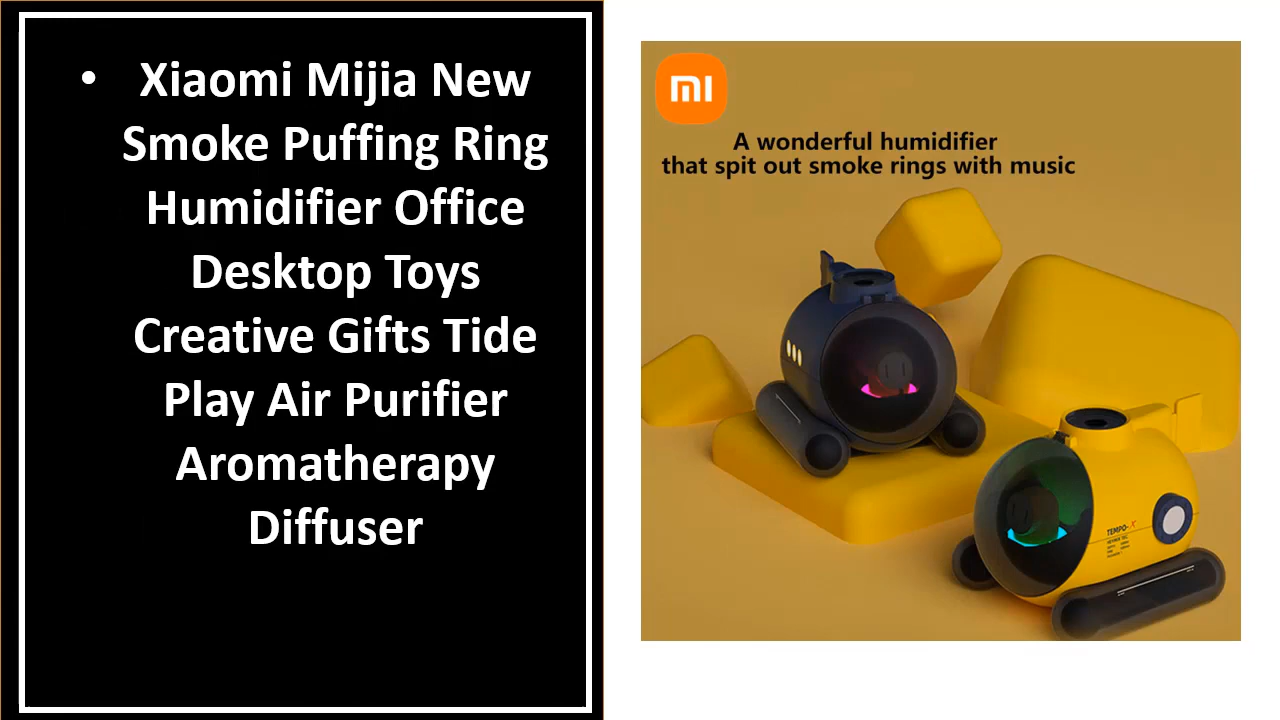 • Xiaomi Mijia New
Smoke Puffing Ring
Humidifier Office
Desktop Toys
Creative Gifts Tide
Play Air Purifier
Aromatherapy
Diffuser
mi
A wonderful humidifier
that spit out smoke rings with music
TEMPO-X